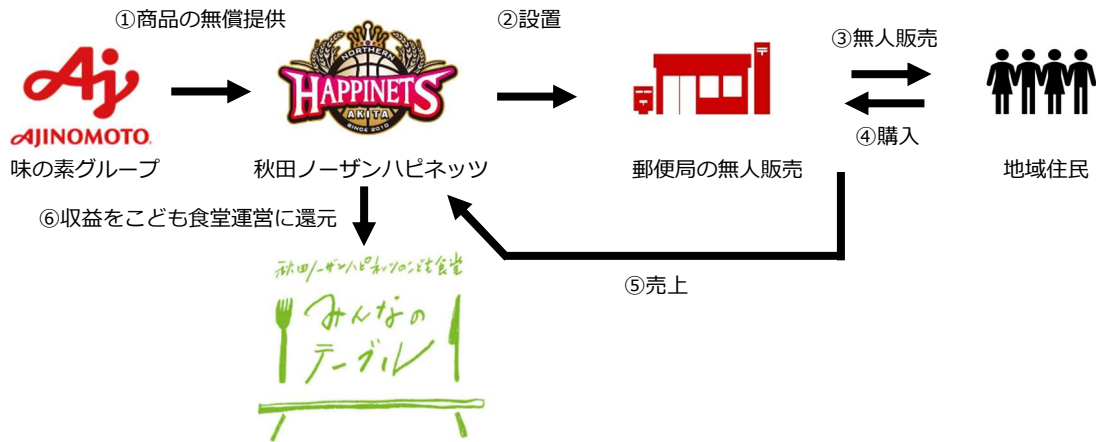 ①商品の無償提供
②設置
③無人販売
④購入
Aj
AJINOMOTO
NORTHERN
HAPPINETS
AKITA
SINCE 2010
味の素グループ
秋田ノーザンハピネッツ
郵便局の無人販売
地域住民
⑥収益をこども食堂運営に還元
⑤売上
秋田ノーザンハピネッツのこども食堂
みんなの
テーブル